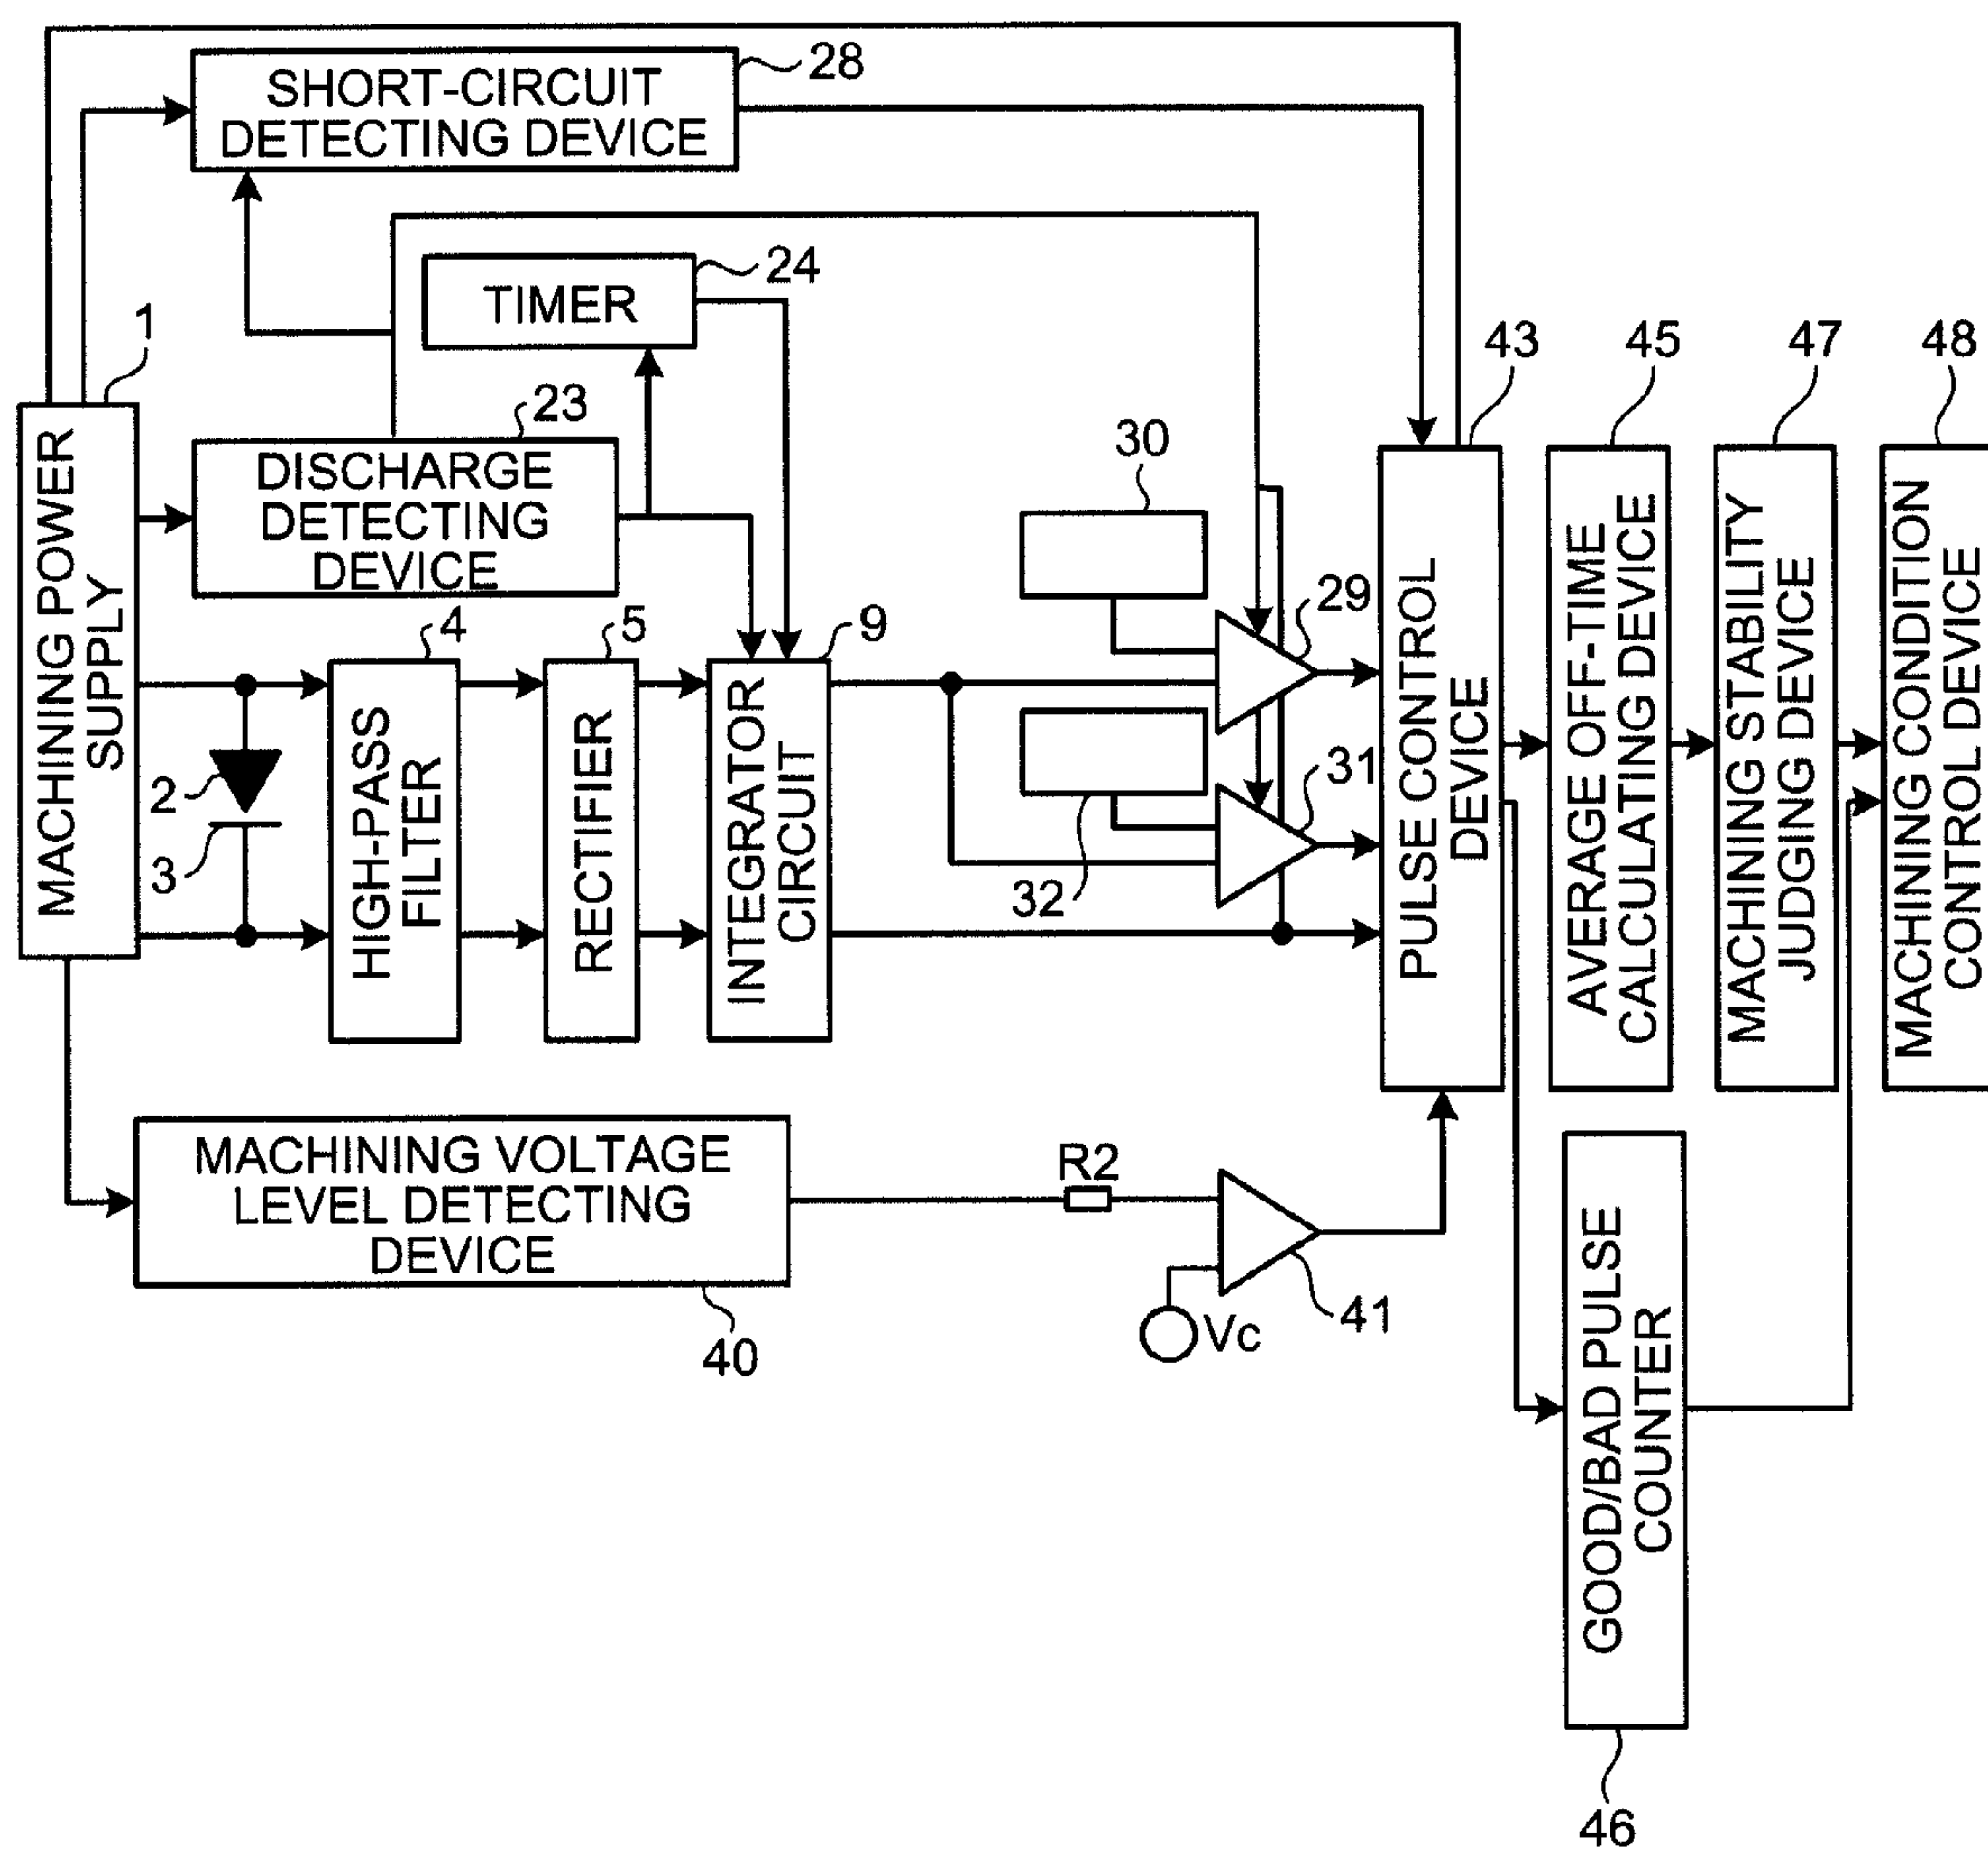 28
SHORT-CIRCUIT
DETECTING DEVICE
24
TIMER
1
MACHINING POWER
SUPPLY
23
DISCHARGE
DETECTING
DEVICE
2
3
4
HIGH-PASS
FILTER
5
RECTIFIER
9
INTEGRATOR
CIRCUIT
30
29
32
31
43
PULSE CONTROL
DEVICE
45
AVERAGE OFF-TIME
CALCULATING DEVICE
47
MACHINING STABILITY
JUDGING DEVICE
48
MACHINING CONDITION
CONTROL DEVICE
MACHINING VOLTAGE
LEVEL DETECTING
DEVICE
40
R2
41
Vc
GOOD/BAD PULSE
COUNTER
46